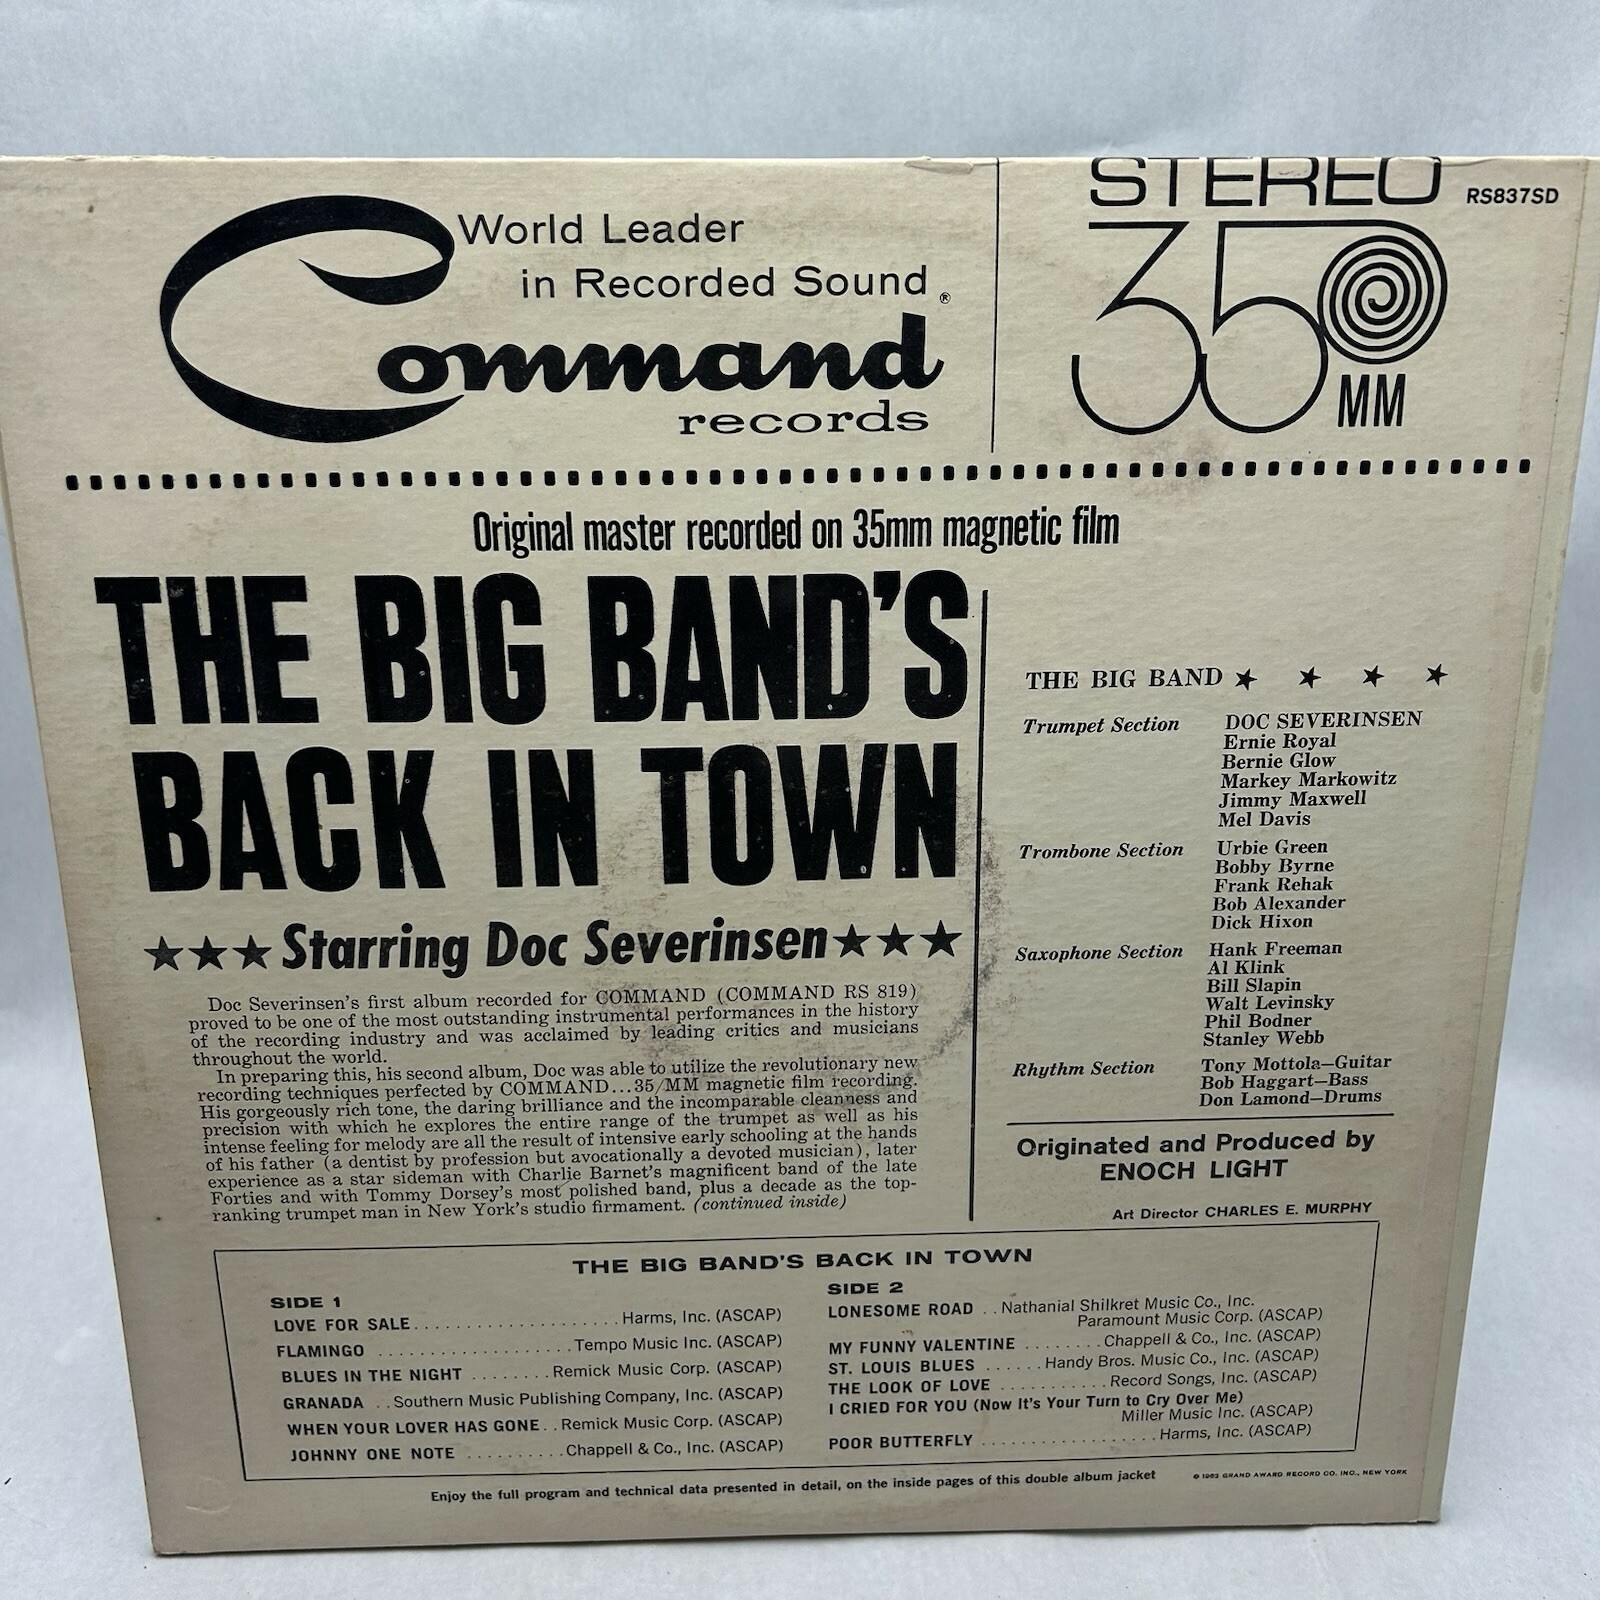 World Leader
in Recorded Sound ®
Command
records
STEREO
RS837SD
35
MM
Original master recorded on 35mm magnetic film
THE BIG BAND'S
BACK IN TOWN
★★★Starring Doc Severinsen★★★
Doc Severinsen's first album recorded for COMMAND (COMMAND RS 819)
proved to be one of the most outstanding instrumental performances in the history
of the recording industry and was acclaimed by leading critics and musicians
throughout the world.
In preparing this, his second album, Doc was able to utilize the revolutionary new
recording techniques perfected by COMMAND...35/MM magnetic film recording.
His gorgeously rich tone, the daring brilliance and the incomparable cleanness and
precision with which he explores the entire range of the trumpet as well as his
intense feeling for melody are all the result of intensive early schooling at the hands
of his father (a dentist by profession but avocationally a devoted musician), later
experience as a star sideman with Charlie Barnet's magnificent band of the late
Forties and with Tommy Dorsey's most polished band, plus a decade as the top-
ranking trumpet man in New York's studio firmament. (continued inside)
THE BIG BAND ★ ★ ★ ★
Trumpet Section DOC SEVERINSEN
Ernie Royal
Bernie Glow
Markey Markowitz
Jimmy Maxwell
Mel Davis
Trombone Section Urbie Green
Bobby Byrne
Frank Rehak
Bob Alexander
Dick Hixon
Saxophone Section Hank Freeman
Al Klink
Bill Slapin
Walt Levinsky
Phil Bodner
Stanley Webb
Rhythm Section Tony Mottola—Guitar
Bob Haggart—Bass
Don Lamond—Drums
Originated and Produced by
ENOCH LIGHT
Art Director CHARLES E. MURPHY
THE BIG BAND'S BACK IN TOWN
SIDE 1
LOVE FOR SALE....................Harms, Inc. (ASCAP)
FLAMINGO ...................Tempo Music Inc. (ASCAP)
BLUES IN THE NIGHT ........Remick Music Corp. (ASCAP)
GRANADA ..Southern Music Publishing Company, Inc. (ASCAP)
WHEN YOUR LOVER HAS GONE..Remick Music Corp. (ASCAP)
JOHNNY ONE NOTE ..........Chappell & Co., Inc. (ASCAP)
SIDE 2
LONESOME ROAD ..Nathanial Shilkret Music Co., Inc.
Paramount Music Corp. (ASCAP)
MY FUNNY VALENTINE ........Chappell & Co., Inc. (ASCAP)
ST. LOUIS BLUES ......Handy Bros. Music Co., Inc. (ASCAP)
THE LOOK OF LOVE ...........Record Songs, Inc. (ASCAP)
I CRIED FOR YOU (Now It's Your Turn to Cry Over Me)
Miller Music Inc. (ASCAP)
POOR BUTTERFLY ..................Harms, Inc. (ASCAP)
Enjoy the full program and technical data presented in detail, on the inside pages of this double album jacket
© 1962 GRAND AWARD RECORD CO. INC., NEW YORK